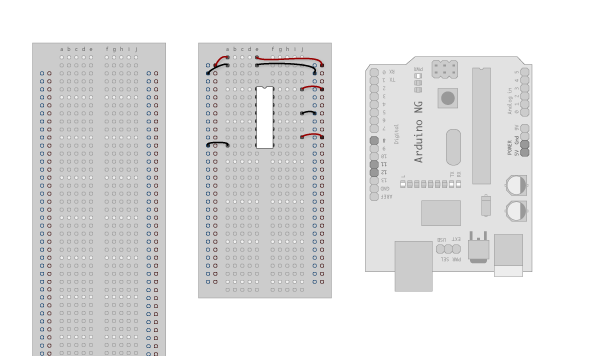 a b c d e f g h i j
a b c d e f g h i j
Arduino NG
Digital
Analog In
POWER
5V Gnd 9V
0 RX
1 TX
2
3
4
5
6
7
8
9
10
11
12
13
GND
AREF
5
4
3
2
1
0
PWR
L
TX
RX
USB EXT
PWR SEL